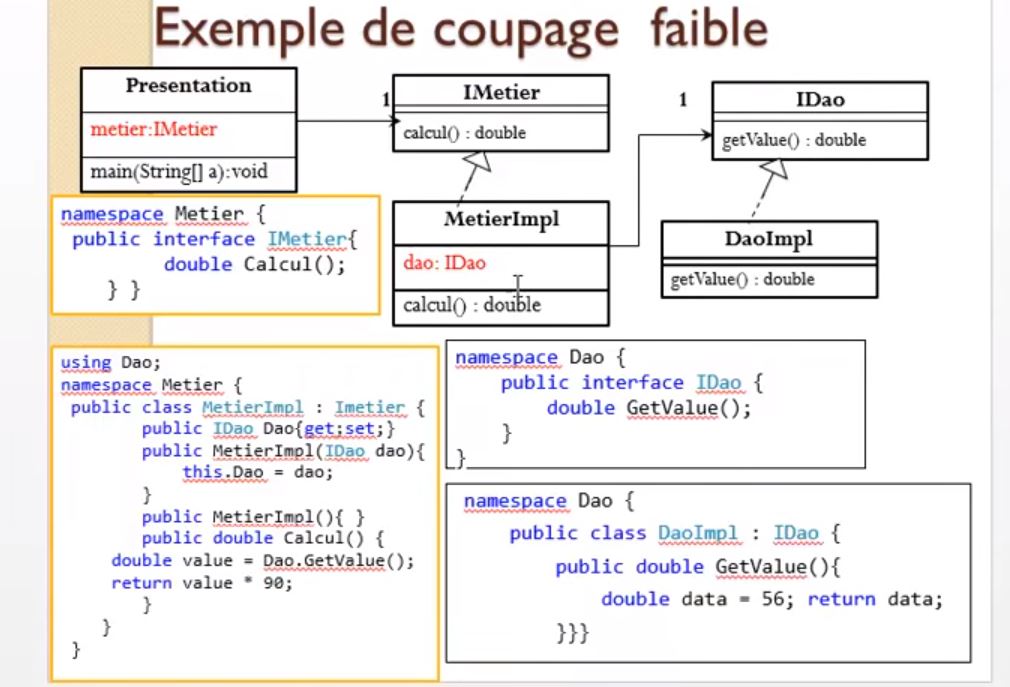 Exemple de coupage faible
Presentation
metier:IMetier
main(String[] a):void
1
IMetier
calcul() : double
1
IDao
getValue() : double
MetierImpl
dao: IDao
calcul() : double
DaoImpl
getValue() : double
namespace Metier {
public interface IMetier{
double Calcul();
} }
using Dao;
namespace Metier {
public class MetierImpl : Imetier {
public IDao Dao{get;set;}
public MetierImpl(IDao dao){
this.Dao = dao;
}
public MetierImpl(){ }
public double Calcul() {
double value = Dao.GetValue();
return value * 90;
}
}
}
namespace Dao {
public interface IDao {
double GetValue();
}
}
namespace Dao {
public class DaoImpl : IDao {
public double GetValue(){
double data = 56; return data;
}}}